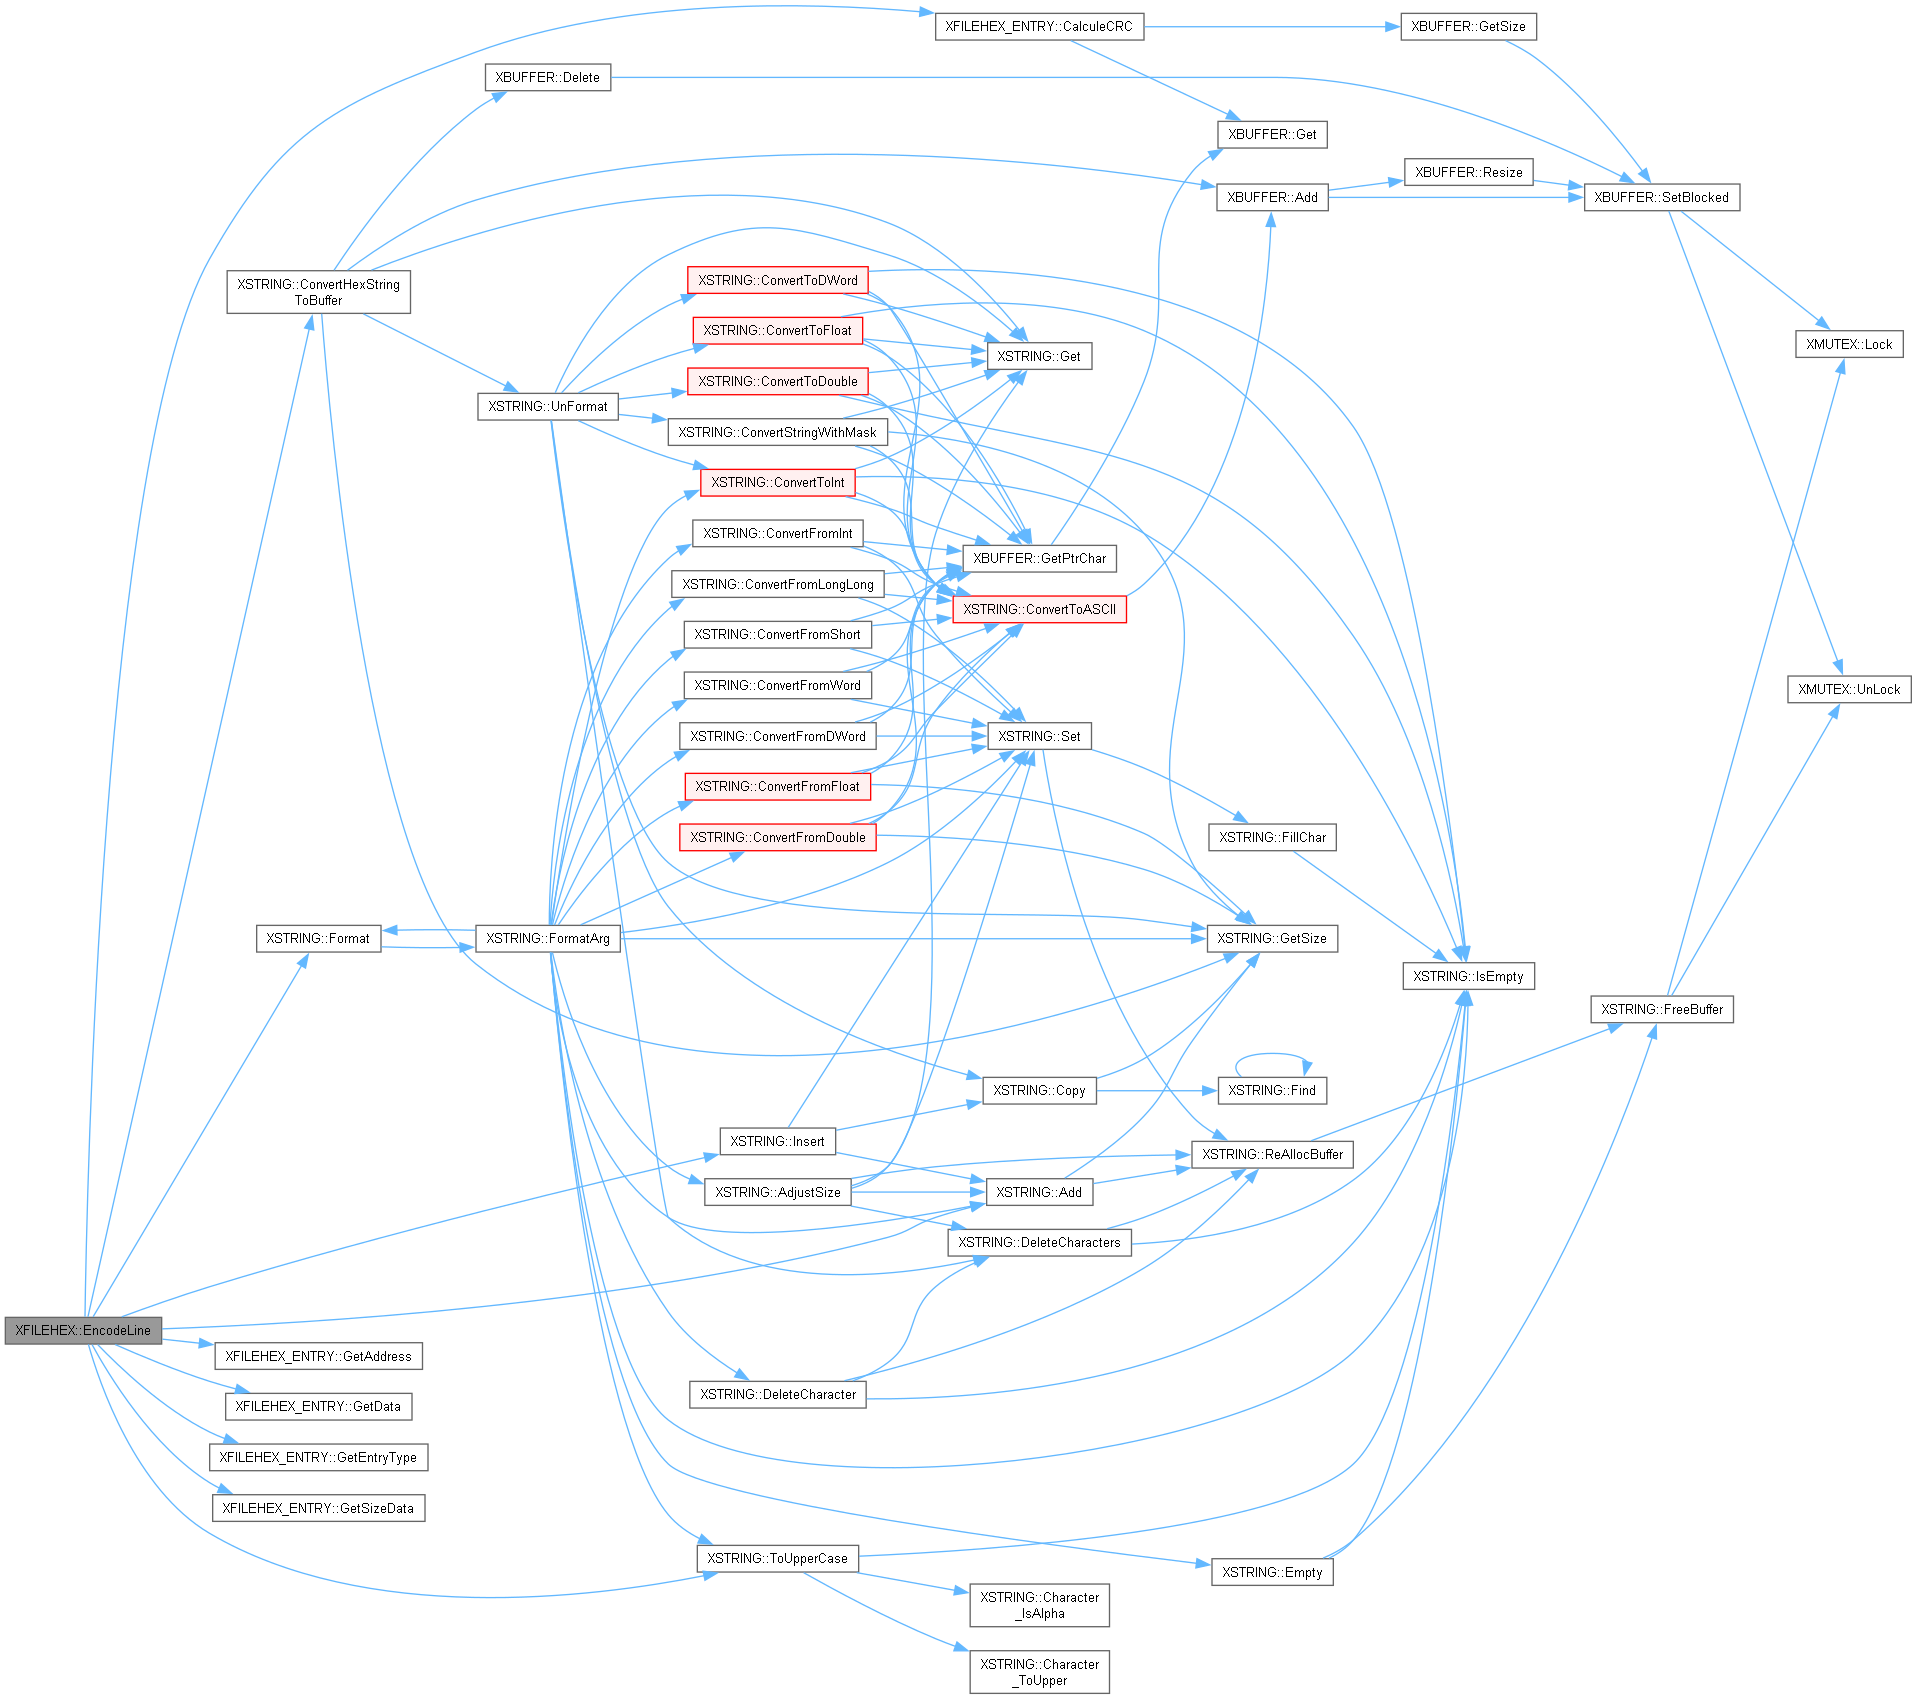 XFILEHEX_ENTRY::CalculeCRC
XBUFFER::GetSize
XBUFFER::Delete
XBUFFER::Get
XBUFFER::Resize
XBUFFER::Add
XBUFFER::SetBlocked
XSTRING::ConvertHexString
ToBuffer
XSTRING::ConvertToDWord
XSTRING::ConvertToFloat
XMUTEX::Lock
XSTRING::Get
XSTRING::ConvertToDouble
XSTRING::UnFormat
XSTRING::ConvertStringWithMask
XSTRING::ConvertToInt
XSTRING::ConvertFromInt
XBUFFER::GetPtrChar
XSTRING::ConvertFromLongLong
XSTRING::ConvertToASCII
XSTRING::ConvertFromShort
XSTRING::ConvertFromWord
XMUTEX::UnLock
XSTRING::ConvertFromDWord
XSTRING::Set
XSTRING::ConvertFromFloat
XSTRING::ConvertFromDouble
XSTRING::FillChar
XSTRING::Format
XSTRING::FormatArg
XSTRING::GetSize
XSTRING::IsEmpty
XSTRING::FreeBuffer
XSTRING::Copy
XSTRING::Find
XSTRING::Insert
XSTRING::ReAllocBuffer
XSTRING::AdjustSize
XSTRING::Add
XSTRING::DeleteCharacters
XFILEHEX::EncodeLine
XFILEHEX_ENTRY::GetAddress
XSTRING::DeleteCharacter
XFILEHEX_ENTRY::GetData
XFILEHEX_ENTRY::GetEntryType
XFILEHEX_ENTRY::GetSizeData
XSTRING::ToUpperCase
XSTRING::Empty
XSTRING::Character
_IsAlpha
XSTRING::Character
_ToUpper